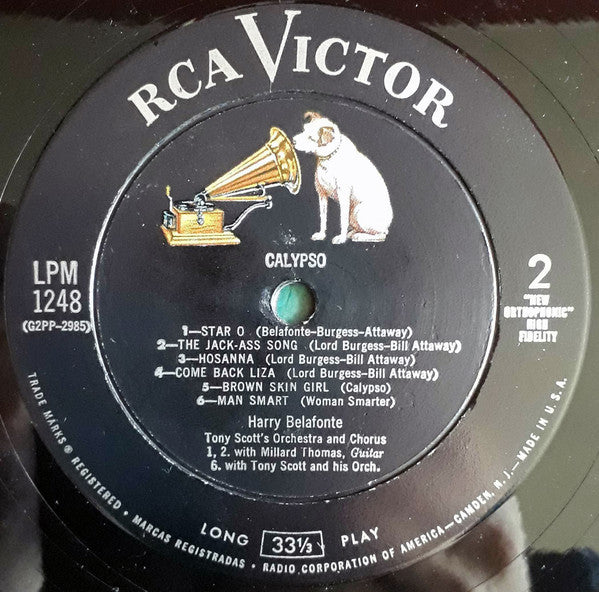 RCA VICTOR
CALYPSO
LPM
1248
(G2PP-2985)
2
"NEW
ORTHOPHONIC"
HIGH
FIDELITY
1—STAR O (Belafonte-Burgess-Attaway)
2—THE JACK-ASS SONG (Lord Burgess-Bill Attaway)
3—HOSANNA (Lord Burgess-Bill Attaway)
4—COME BACK LIZA (Lord Burgess-Bill Attaway)
5—BROWN SKIN GIRL (Calypso)
6—MAN SMART (Woman Smarter)
Harry Belafonte
Tony Scott's Orchestra and Chorus
1, 2. with Millard Thomas, Guitar
6. with Tony Scott and his Orch.
LONG 33⅓ PLAY
TRADE MARKS ® REGISTERED • MARCAS REGISTRADAS • RADIO CORPORATION OF AMERICA—CAMDEN, N. J.—MADE IN U.S.A.